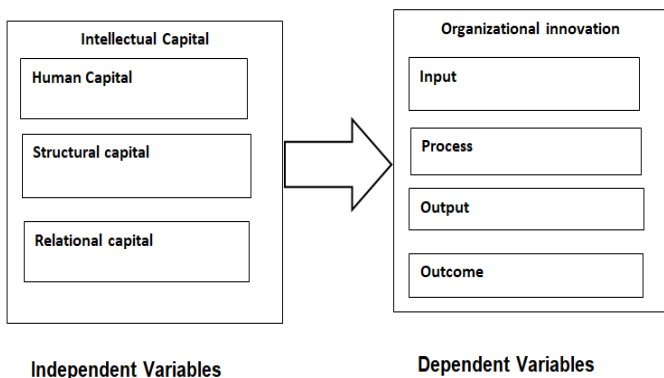 Intellectual Capital
Human Capital
Structural capital
Relational capital
Independent Variables
Organizational innovation
Input
Process
Output
Outcome
Dependent Variables